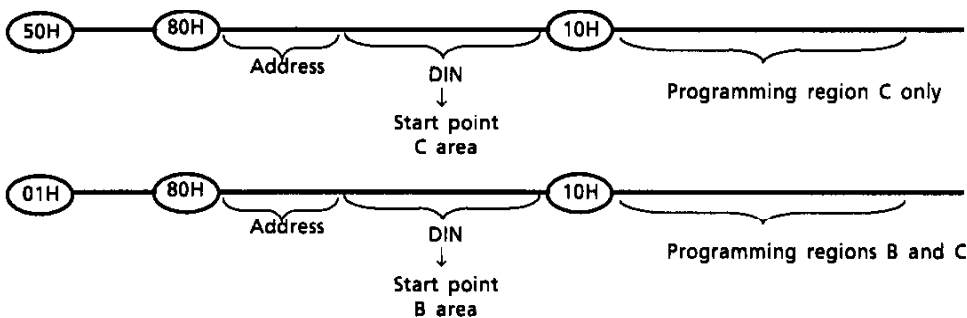 50H 80H 10H
Address DIN Programming region C only
↓
Start point
C area
01H 80H 10H
Address DIN Programming regions B and C
↓
Start point
B area